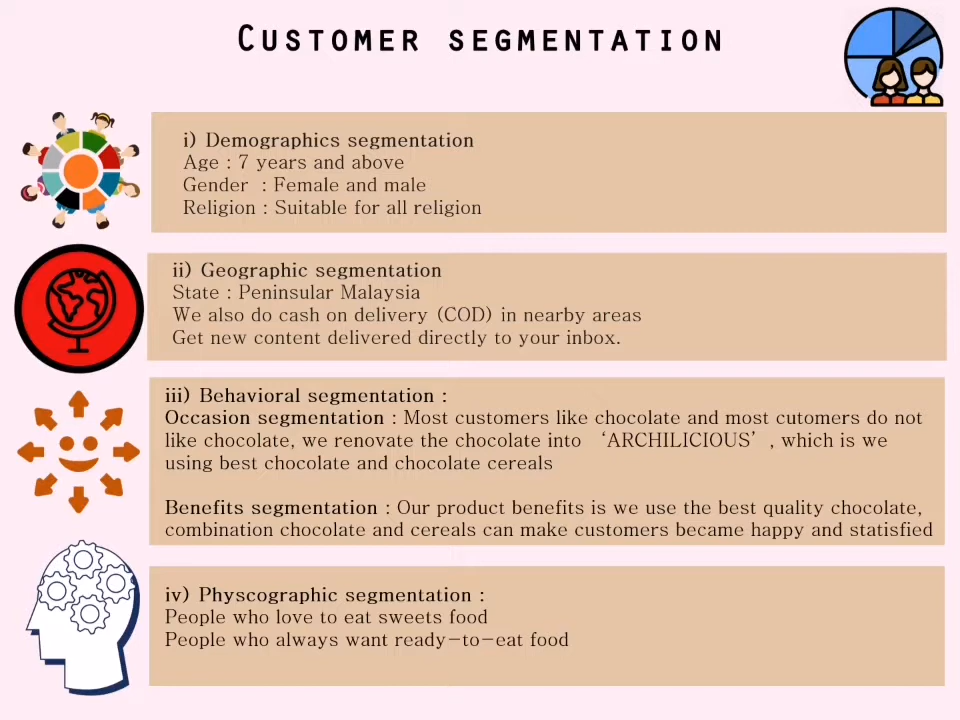 CUSTOMER SEGMENTATION
i) Demographics segmentation
Age : 7 years and above
Gender : Female and male
Religion : Suitable for all religion
ii) Geographic segmentation
State : Peninsular Malaysia
We also do cash on delivery (COD) in nearby areas
Get new content delivered directly to your inbox.
iii) Behavioral segmentation :
Occasion segmentation : Most customers like chocolate and most cutomers do not
like chocolate, we renovate the chocolate into ‘ARCHILICIOUS’, which is we
using best chocolate and chocolate cereals
Benefits segmentation : Our product benefits is we use the best quality chocolate,
combination chocolate and cereals can make customers became happy and statisfied
iv) Physcographic segmentation :
People who love to eat sweets food
People who always want ready-to-eat food